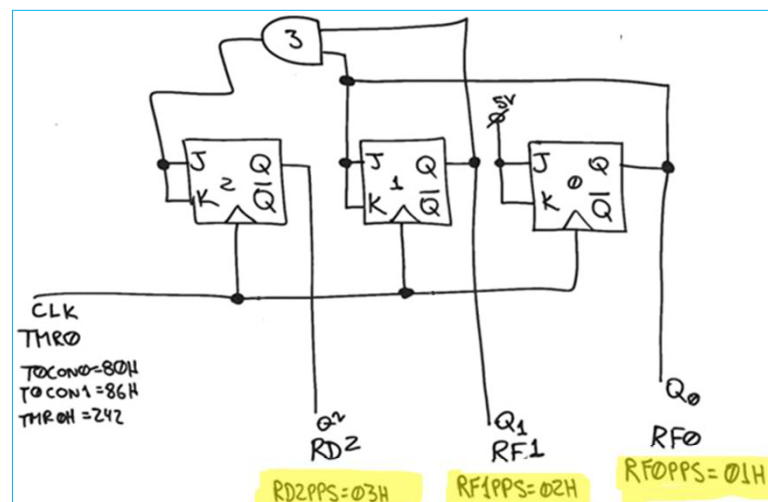 3
5V
J Q
2
K Q̅
J Q
1
K Q̅
J Q
0
K Q̅
CLK
TMR0
T0CON0=80H
T0CON1=86H
TMR0H=242
Q2
RD2
RD2PPS=03H
Q1
RF1
RF1PPS=02H
Q0
RF0
RF0PPS=01H